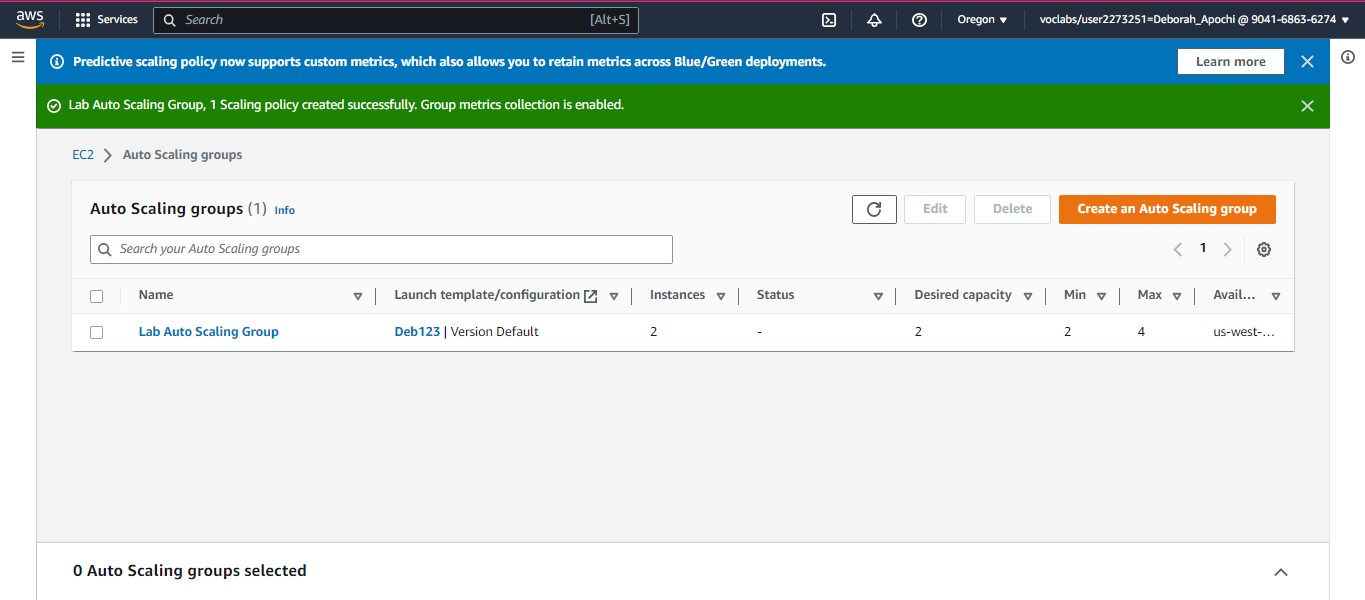 aws Services Search [Alt+S] Oregon voclabs/user2273251=Deborah_Apochi @ 9041-6863-6274
Predictive scaling policy now supports custom metrics, which also allows you to retain metrics across Blue/Green deployments. Learn more
Lab Auto Scaling Group, 1 Scaling policy created successfully. Group metrics collection is enabled.
EC2 Auto Scaling groups
Auto Scaling groups (1) Info Edit Delete Create an Auto Scaling group
Search your Auto Scaling groups 1
Name Launch template/configuration Instances Status Desired capacity Min Max Avail...
Lab Auto Scaling Group Deb123 | Version Default 2 - 2 2 4 us-west-...
0 Auto Scaling groups selected